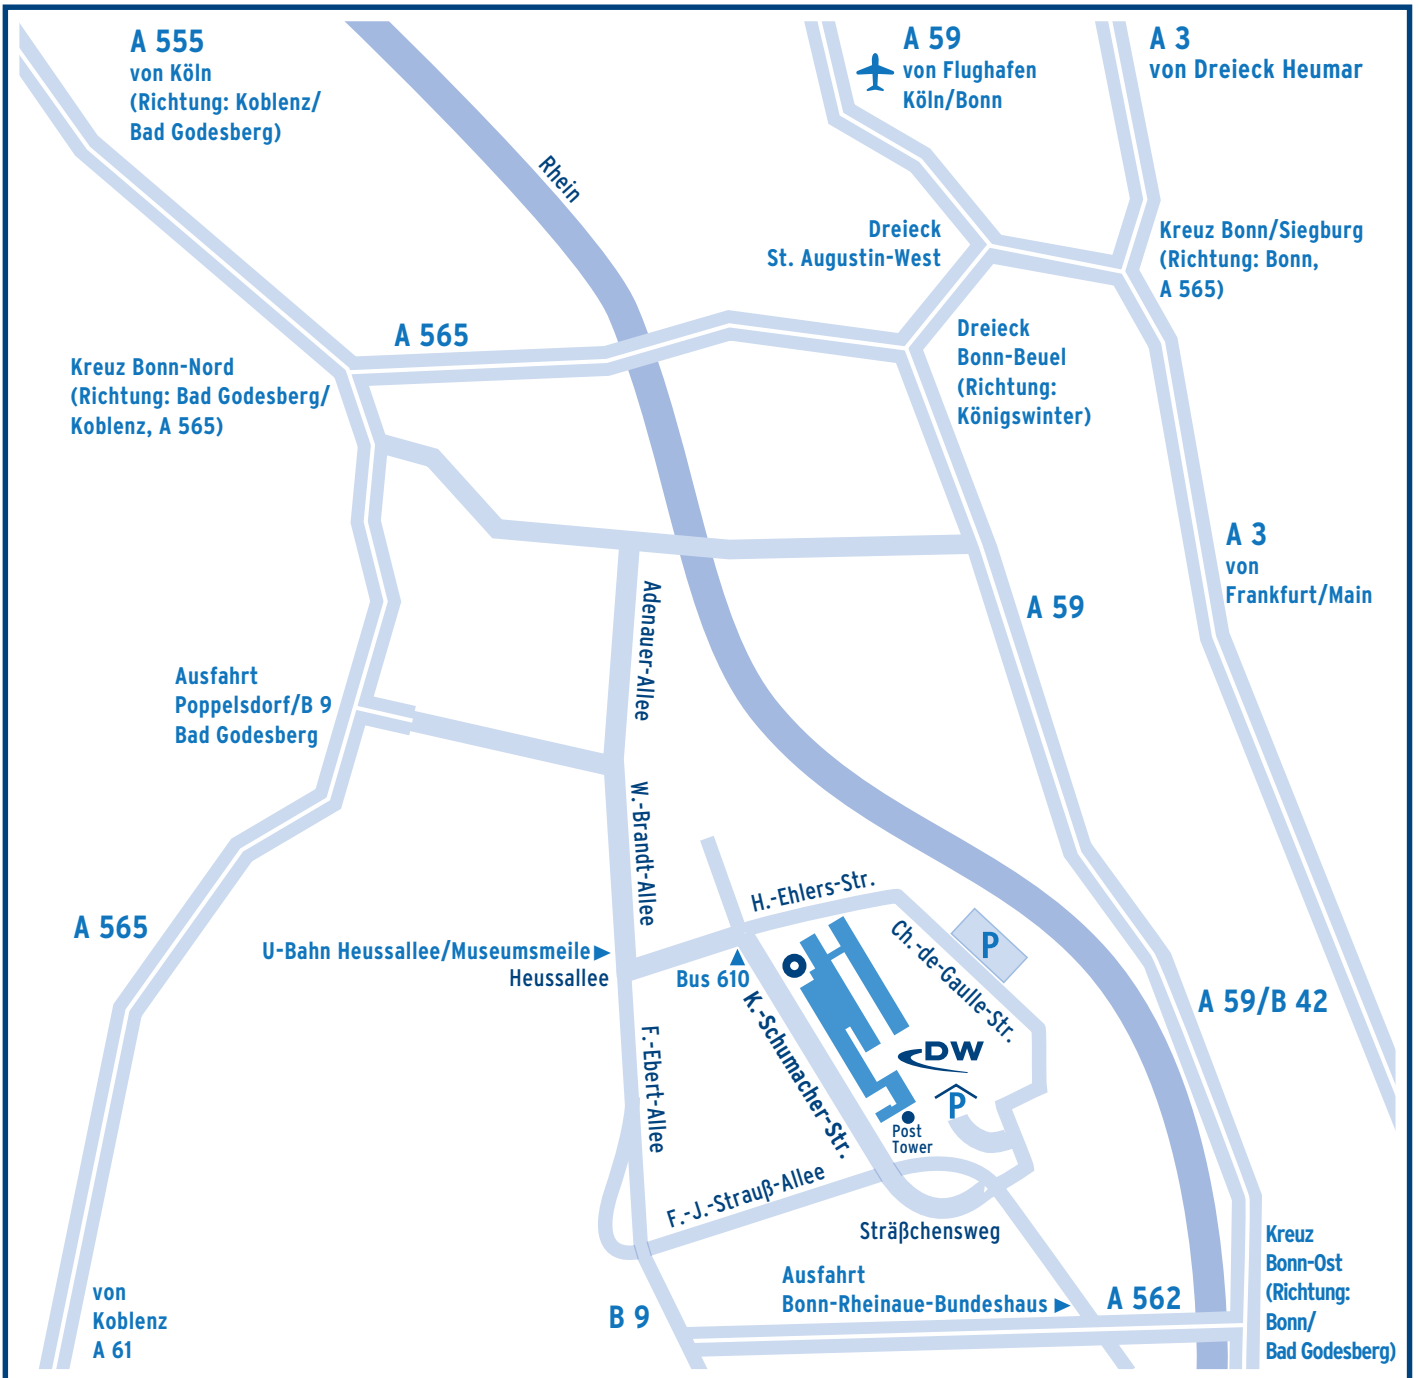 A 555
von Köln
(Richtung: Koblenz/
Bad Godesberg)
A 59
von Flughafen
Köln/Bonn
A 3
von Dreieck Heumar
Rhein
Dreieck
St. Augustin-West
Kreuz Bonn/Siegburg
(Richtung: Bonn,
A 565)
A 565
Dreieck
Bonn-Beuel
(Richtung:
Königswinter)
Kreuz Bonn-Nord
(Richtung: Bad Godesberg/
Koblenz, A 565)
A 3
von
Frankfurt/Main
A 59
Adenauer-Allee
Ausfahrt
Poppelsdorf/B 9
Bad Godesberg
W.-Brandt-Allee
H.-Ehlers-Str.
Ch.-de-Gaulle-Str.
P
A 565
U-Bahn Heussallee/Museumsmeile
Heussallee
Bus 610
K.-Schumacher-Str.
A 59/B 42
F.-Ebert-Allee
DW
P
Post
Tower
F.-J.-Strauß-Allee
Sträßchensweg
Kreuz
Bonn-Ost
(Richtung:
Bonn/
Bad Godesberg)
Ausfahrt
Bonn-Rheinaue-Bundeshaus
A 562
B 9
von
Koblenz
A 61